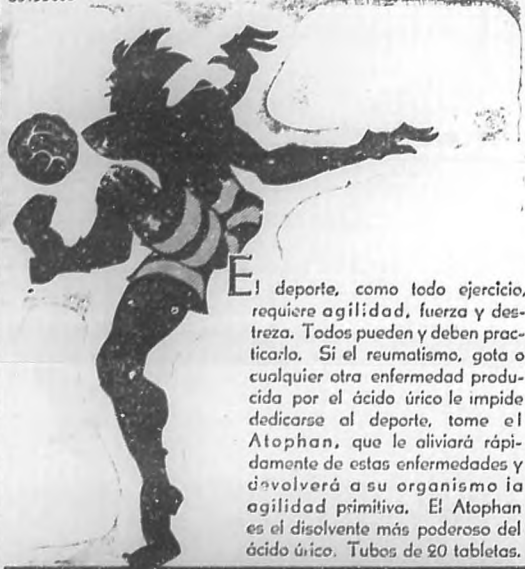 El deporte, como todo ejercicio,
requiere agilidad, fuerza y des-
treza. Todos pueden y deben prac-
ticarlo. Si el reumatismo, gota o
cualquier otra enfermedad produ-
cida por el ácido úrico le impide
dedicarse al deporte, tome el
Atophan, que le aliviará rápi-
damente de estas enfermedades y
devolverá a su organismo la
agilidad primitiva. El Atophan
es el disolvente más poderoso del
ácido úrico. Tubos de 20 tabletas.